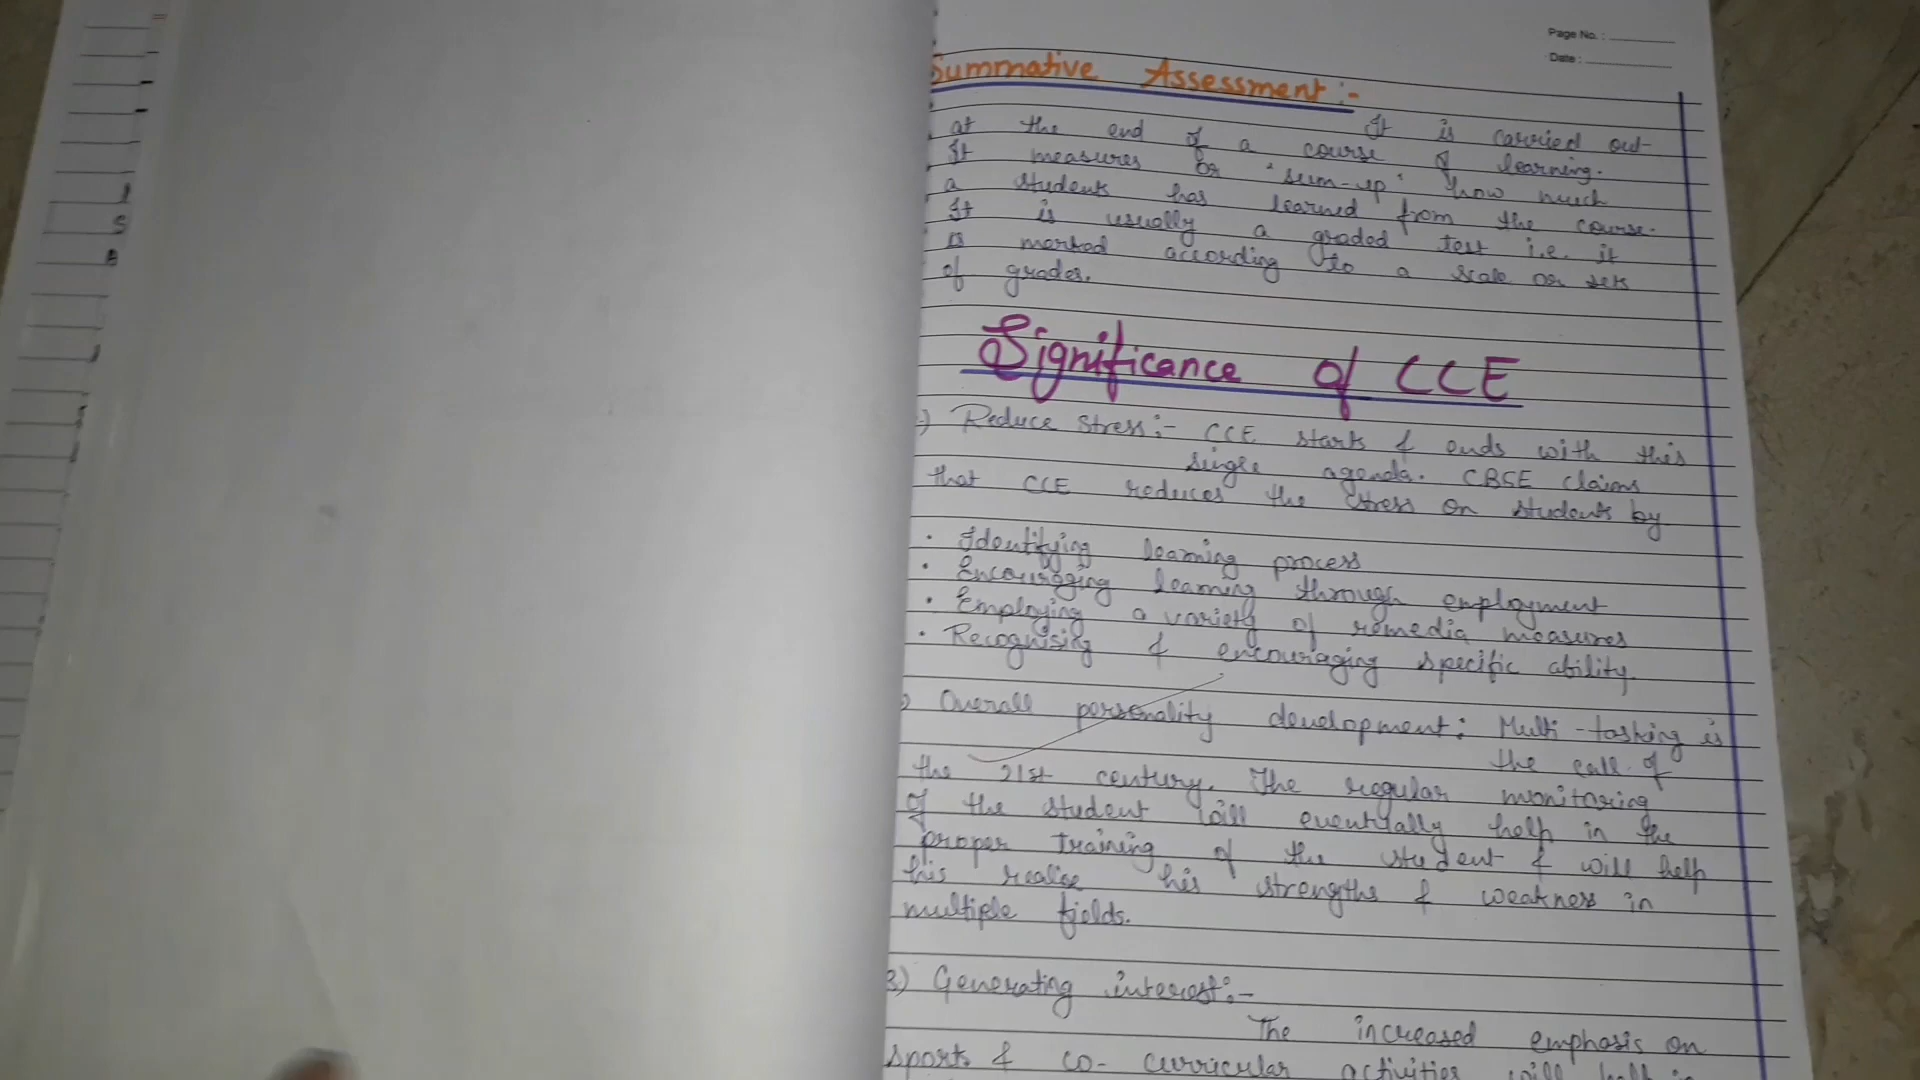 Page No. :
Date :
Summative Assessment :-
It is carried out
at the end of a course of learning.
It measures or "sum-up" how much
a student has learned from the course.
It is usually a graded test i.e. it
is marked according to a scale or sets
of grades.
Significance of CCE
) Reduce Stress :- CCE starts & ends with this
single agenda. CBSE claims
that CCE reduces the stress on students by
• Identifying learning process
• Encouraging learning through employment
• Employing a variety of remedia measures
• Recognising & encouraging specific ability.
) Overall personality development : Multi-tasking is
the call of
the 21st century. The regular monitoring
of the student will eventually help in the
proper training of the student & will help
this realise his strengths & weakness in
multiple fields.
3) Generating interest :-
The increased emphasis on
sports & co-curricular activities will